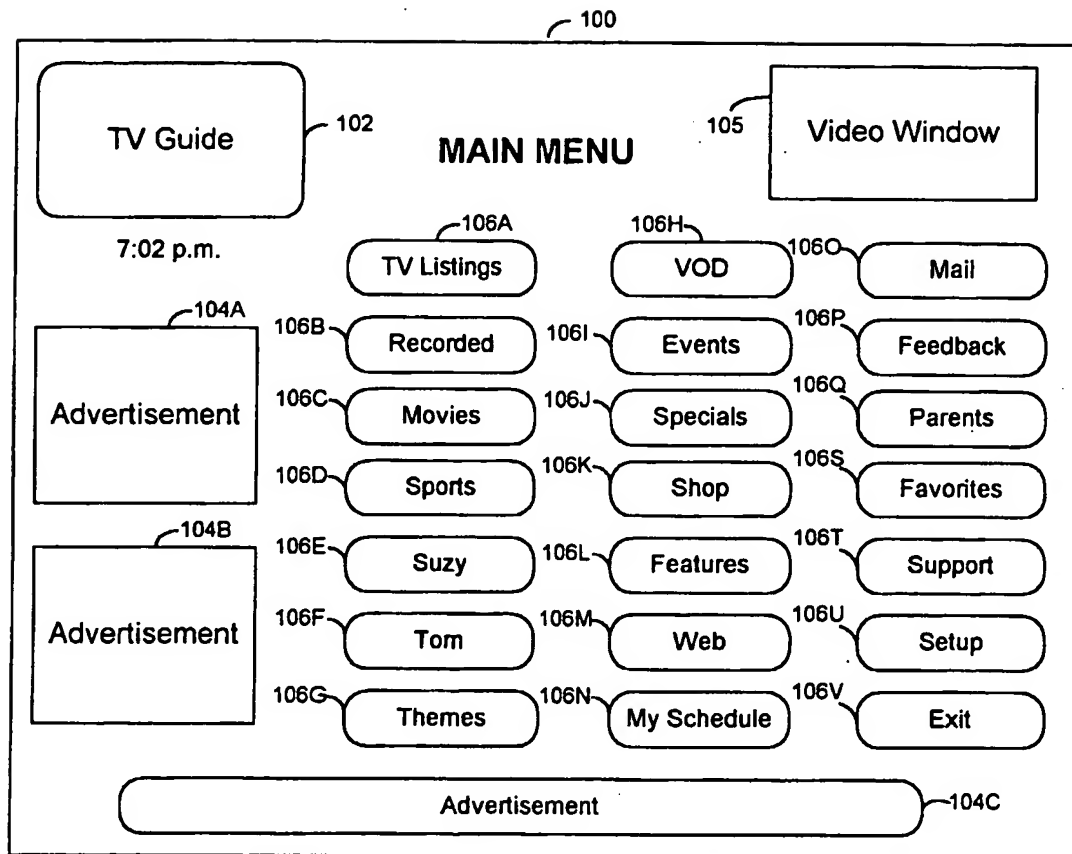 100
TV Guide
102
MAIN MENU
105
Video Window
7:02 p.m.
106A
TV Listings
106H
VOD
106O
Mail
104A
Advertisement
106B
Recorded
106I
Events
106P
Feedback
106C
Movies
106J
Specials
106Q
Parents
106D
Sports
106K
Shop
106S
Favorites
104B
Advertisement
106E
Suzy
106L
Features
106T
Support
106F
Tom
106M
Web
106U
Setup
106G
Themes
106N
My Schedule
106V
Exit
Advertisement
104C